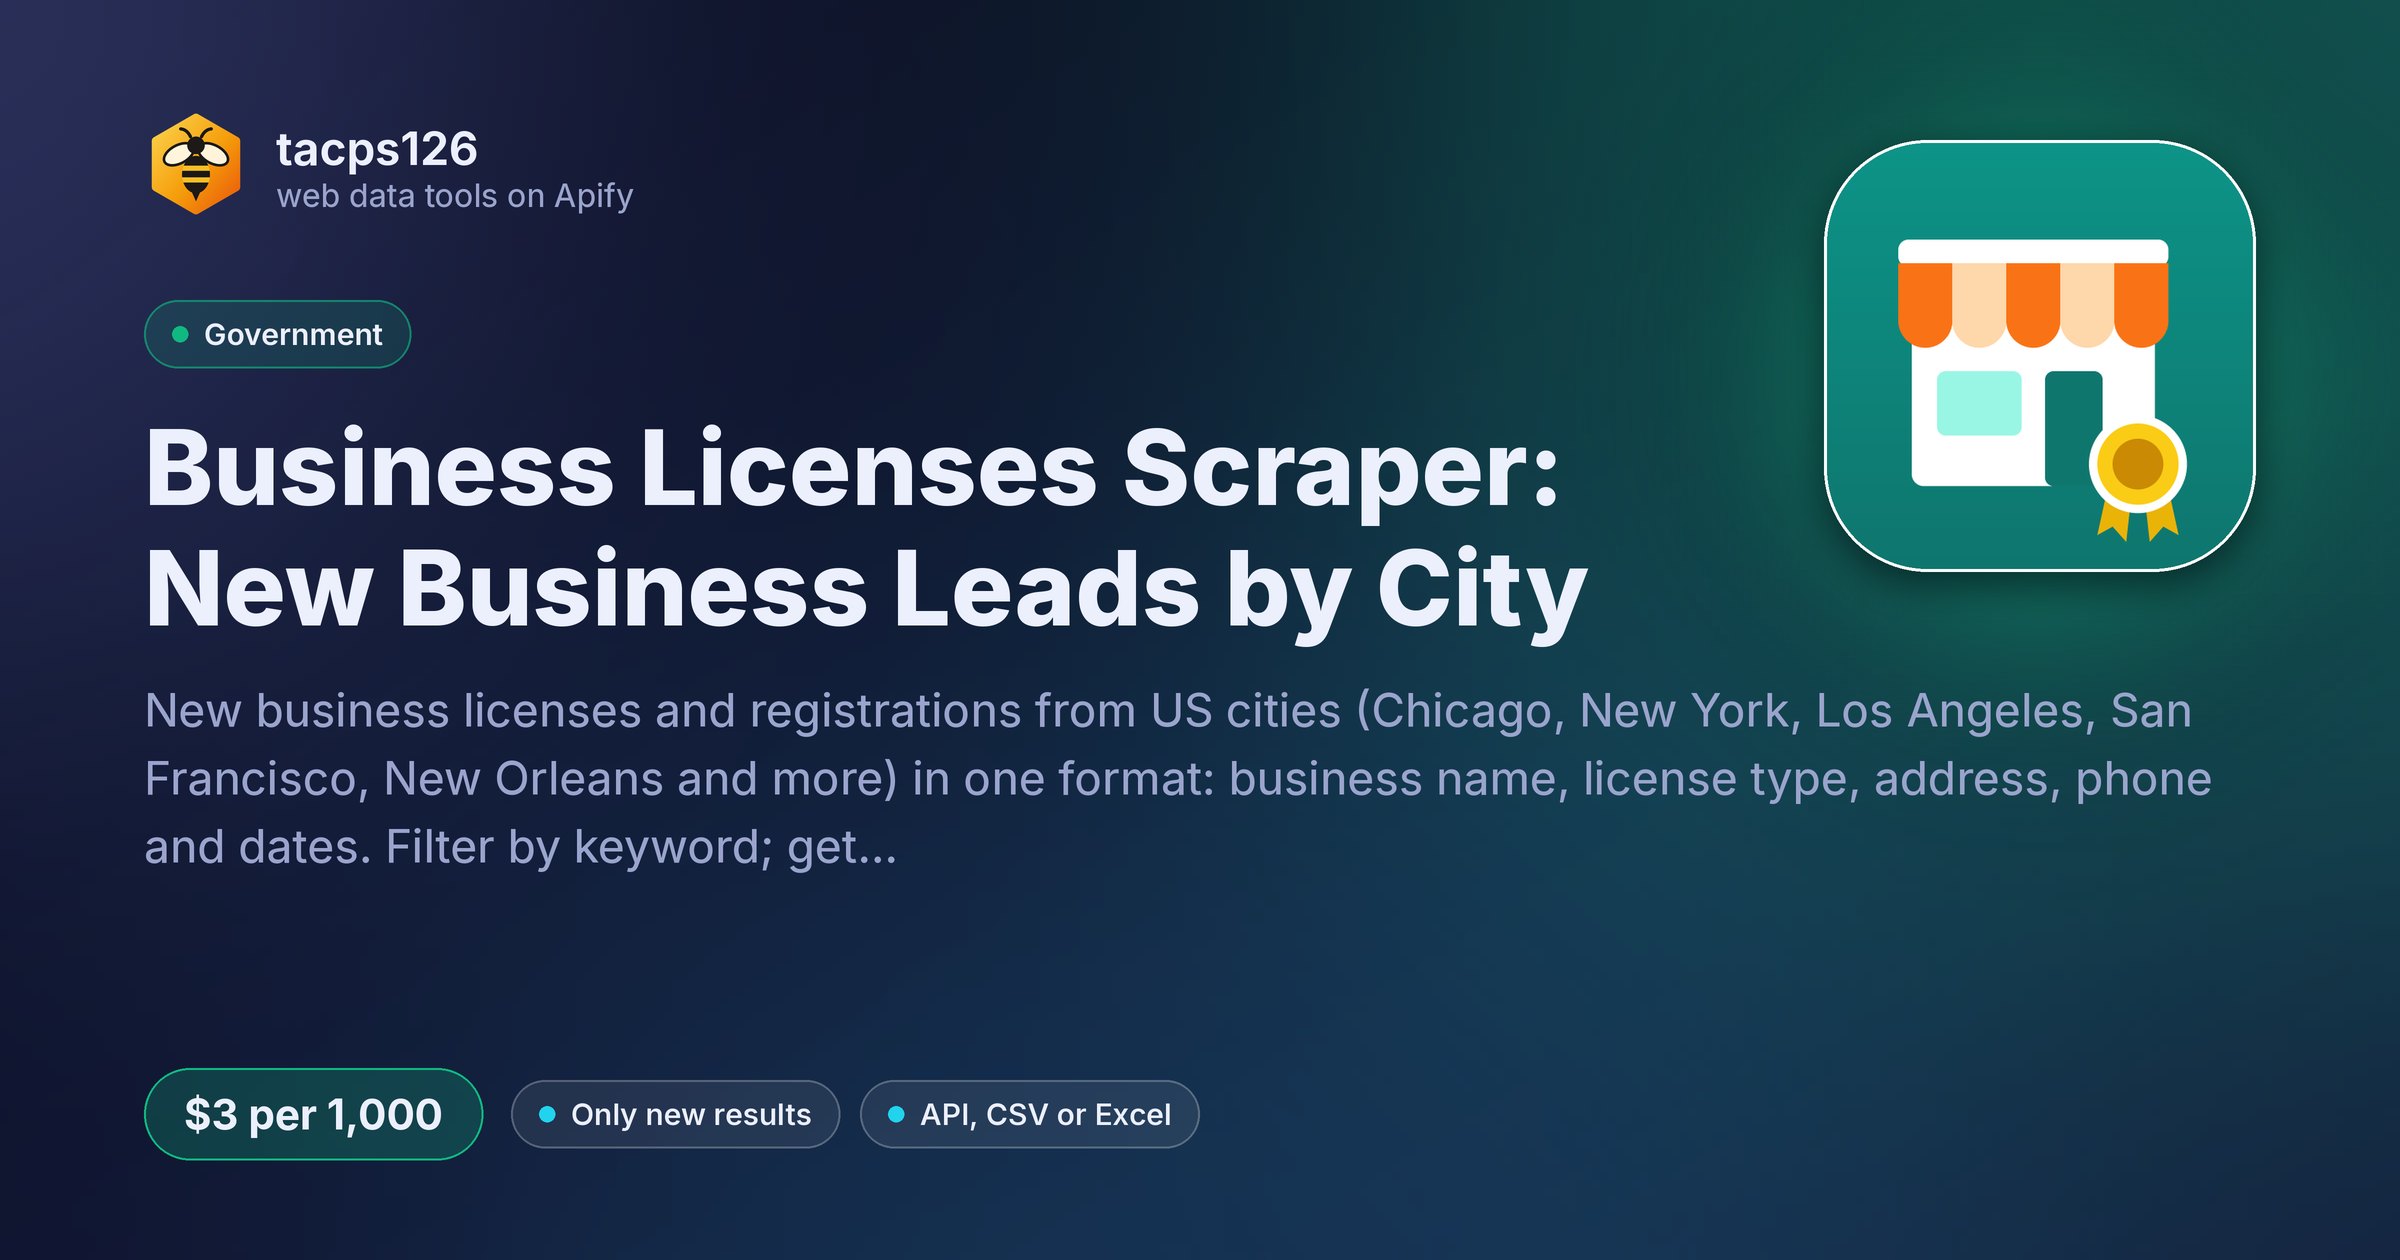 tacps126
web data tools on Apify
Government
Business Licenses Scraper:
New Business Leads by City
New business licenses and registrations from US cities (Chicago, New York, Los Angeles, San
Francisco, New Orleans and more) in one format: business name, license type, address, phone
and dates. Filter by keyword; get...
$3 per 1,000
Only new results
API, CSV or Excel